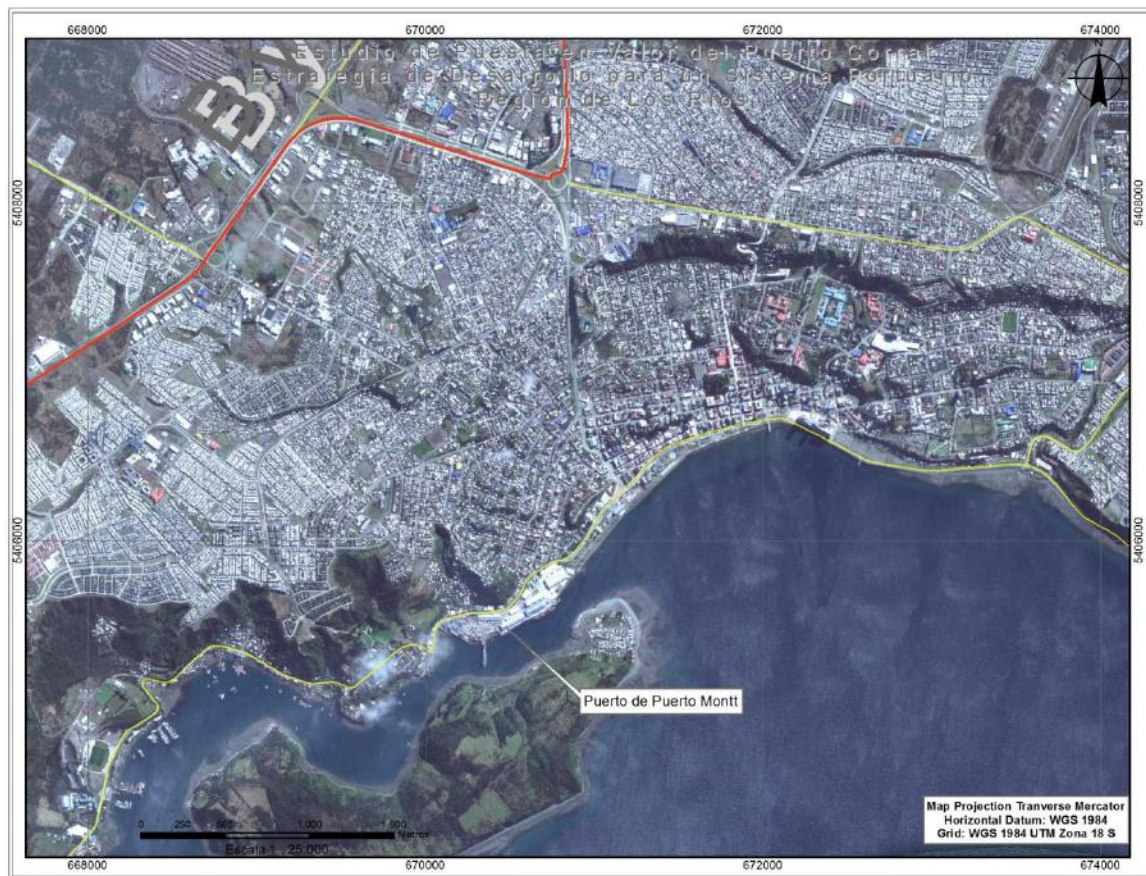 668000 670000 672000 674000
Estudio de Puesta en Valor del Puerto Corral
Estrategia de Desarrollo para un Sistema Portuario
Región de Los Ríos
By
N
5408000 5408000
5406000 5406000
Puerto de Puerto Montt
0 250 500 1.000 1.500
Metros
Escala 1 : 25.000
Map Projection Tranverse Mercator
Horizontal Datum: WGS 1984
Grid: WGS 1984 UTM Zona 18 S
668000 670000 672000 674000